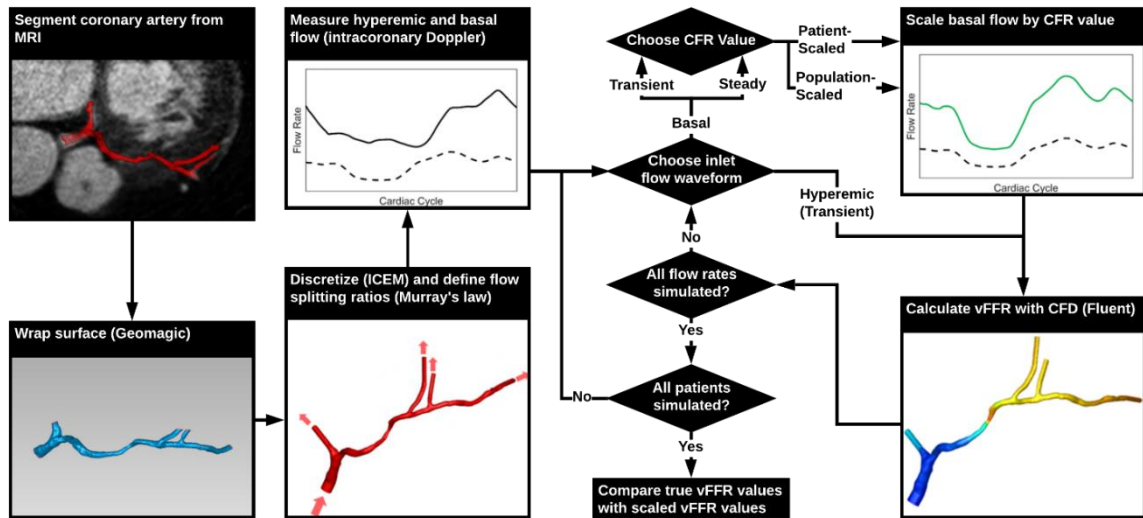 Segment coronary artery from
MRI
Measure hyperemic and basal
flow (intracoronary Doppler)
Flow Rate
Cardiac Cycle
Choose CFR Value
Patient-
Scaled
Population-
Scaled
Transient
Steady
Basal
Choose inlet
flow waveform
Hyperemic
(Transient)
Scale basal flow by CFR value
Flow Rate
Cardiac Cycle
No
All flow rates
simulated?
Yes
All patients
simulated?
No
Yes
Compare true vFFR values
with scaled vFFR values
Wrap surface (Geomagic)
Discretize (ICEM) and define flow
splitting ratios (Murray's law)
Calculate vFFR with CFD (Fluent)